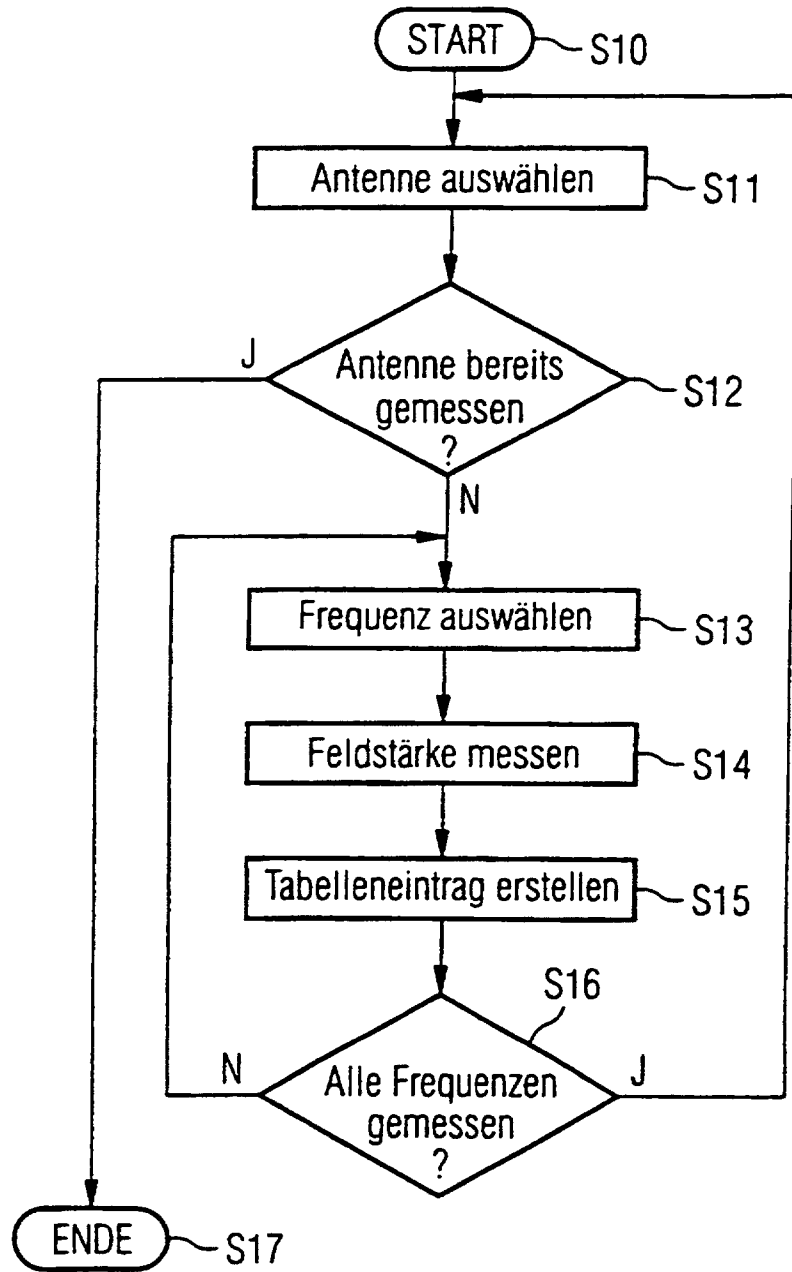 START
S10
Antenne auswählen
S11
J
Antenne bereits
gemessen
?
S12
N
Frequenz auswählen
S13
Feldstärke messen
S14
Tabelleneintrag erstellen
S15
S16
N
Alle Frequenzen
gemessen
?
J
ENDE
S17